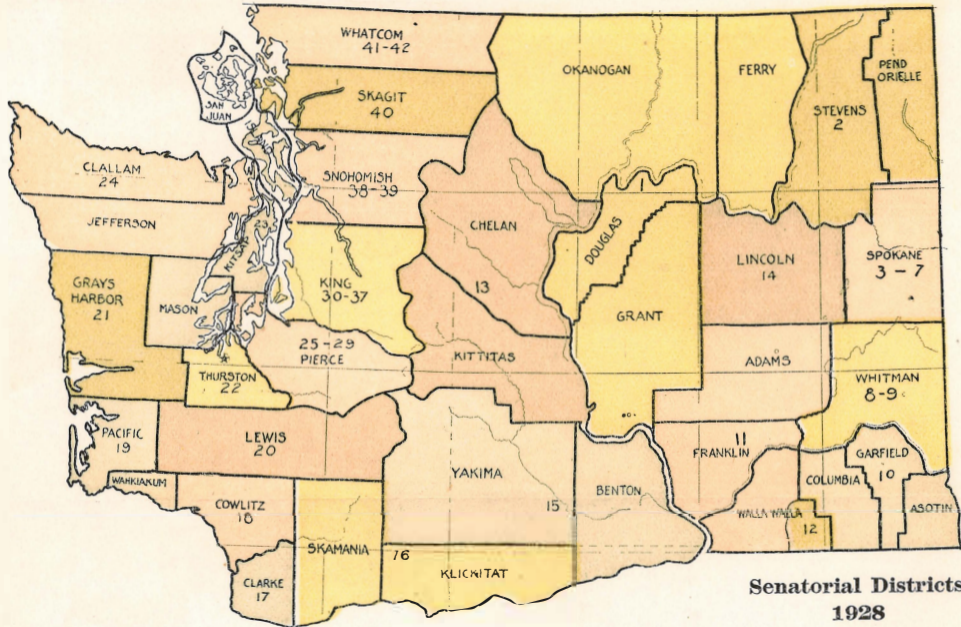 WHATCOM
41-42
OKANOGAN
FERRY
PEND
ORIELLE
SAN
JUAN
SKAGIT
40
STEVENS
2
CLALLAM
24
SNOHOMISH
38-39
1
JEFFERSON
CHELAN
DOUGLAS
23
KITSAP
LINCOLN
14
SPOKANE
3-7
GRAYS
HARBOR
21
MASON
KING
30-37
13
GRANT
25-29
PIERCE
KITTITAS
ADAMS
THURSTON
22
WHITMAN
8-9
PACIFIC
19
LEWIS
20
11
FRANKLIN
GARFIELD
10
WAHKIAKUM
YAKIMA
COLUMBIA
COWLITZ
18
15
BENTON
WALLA WALLA
12
ASOTIN
SKAMANIA
16
KLICKITAT
CLARKE
17
Senatorial Districts
1928